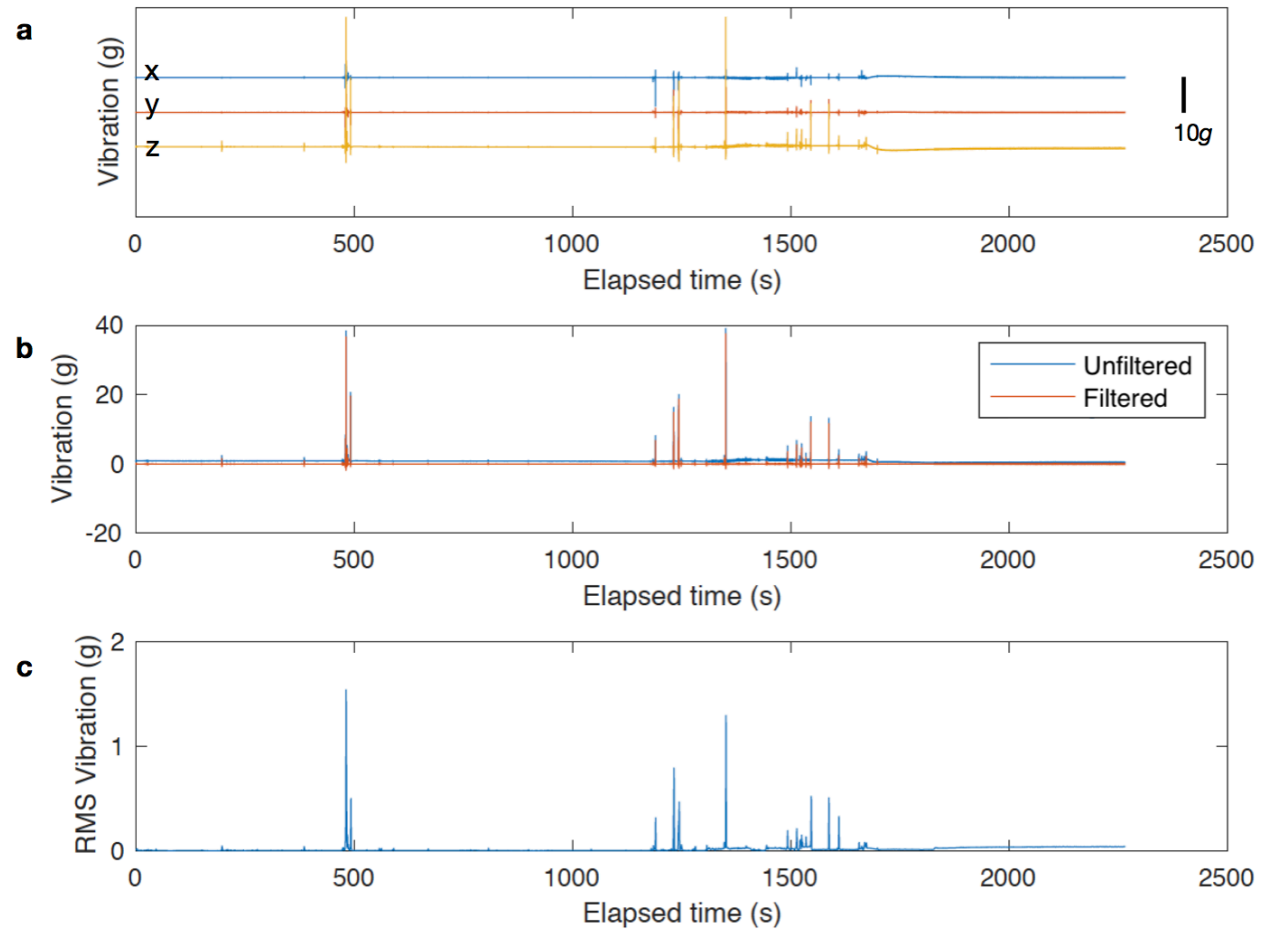 a
Vibration (g)
x
y
z
10g
0 500 1000 1500 2000 2500
Elapsed time (s)
b
Vibration (g)
40
20
0
-20
Unfiltered
Filtered
0 500 1000 1500 2000 2500
Elapsed time (s)
c
RMS Vibration (g)
2
1
0
0 500 1000 1500 2000 2500
Elapsed time (s)